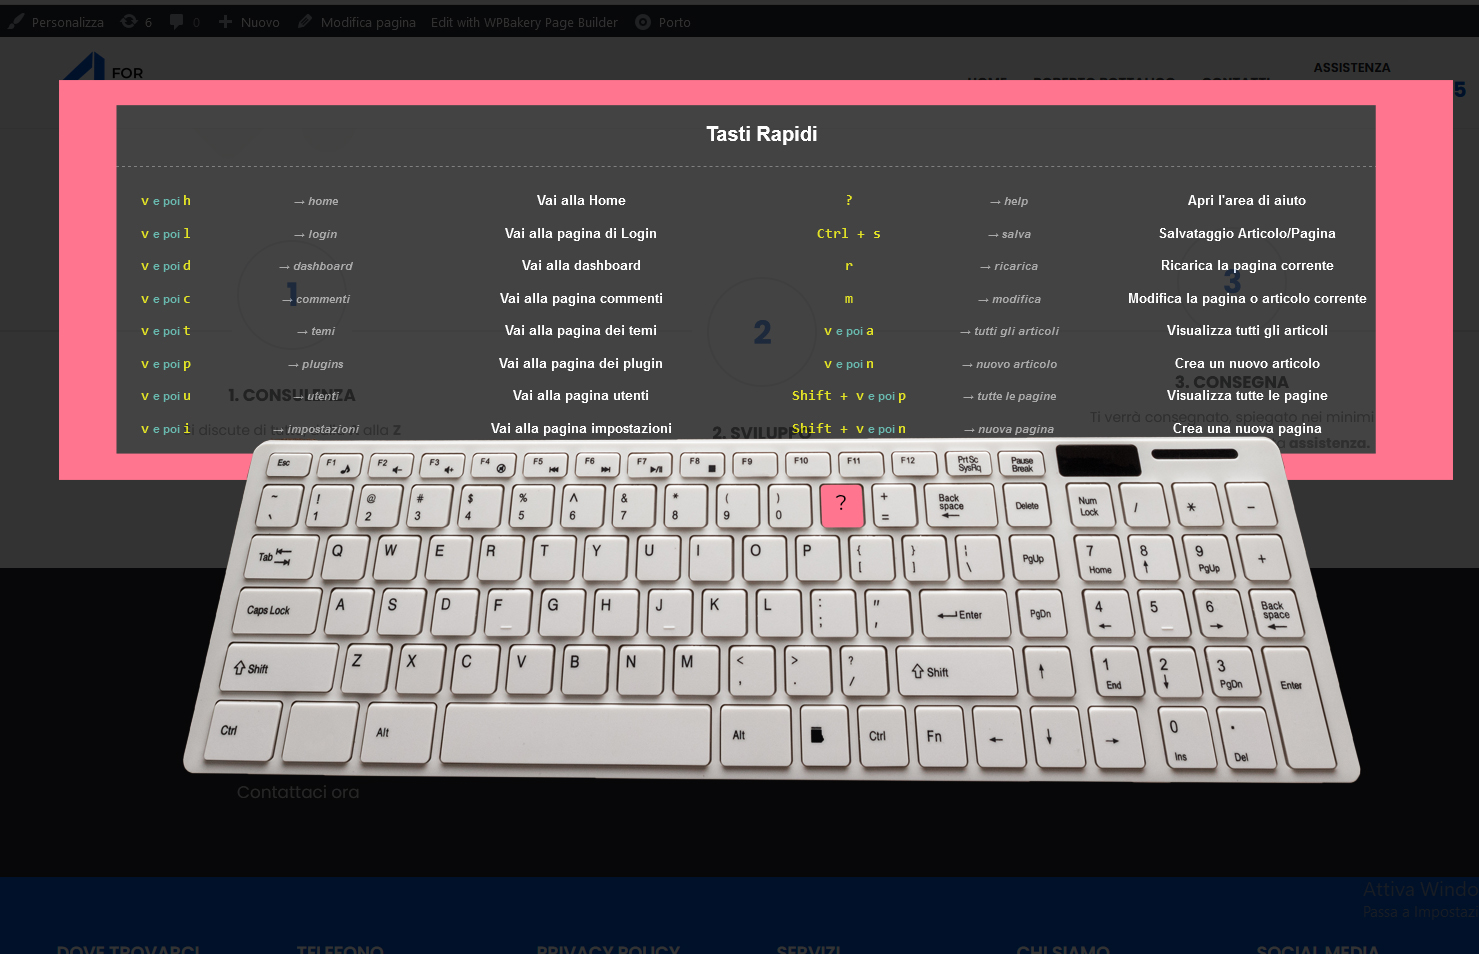 Personalizza 6 0 Nuovo Modifica pagina Edit with WPBakery Page Builder Porto
FOR
HOME ROBERTO BOTTAUSO CONTATTI
ASSISTENZA
5
Tasti Rapidi
v e poi h → home Vai alla Home ? → help Apri l'area di aiuto
v e poi l → login Vai alla pagina di Login Ctrl + s → salva Salvataggio Articolo/Pagina
v e poi d → dashboard Vai alla dashboard r → ricarica Ricarica la pagina corrente
v e poi c → commenti Vai alla pagina commenti m → modifica Modifica la pagina o articolo corrente
v e poi t → temi Vai alla pagina dei temi v e poi a → tutti gli articoli Visualizza tutti gli articoli
v e poi p → plugins Vai alla pagina dei plugin v e poi n → nuovo articolo Crea un nuovo articolo
v e poi u → utenti Vai alla pagina utenti Shift + v e poi p → tutte le pagine Visualizza tutte le pagine
v e poi i → impostazioni Vai alla pagina impostazioni Shift + v e poi n → nuova pagina Crea una nuova pagina
1
2
3
1. CONSULENZA
discute di alla Z
2. SVILUPPO
3. CONSEGNA
Ti verrà consegnato, spiegato nei minimi
assistenza.
Esc F1 F2 F3 F4 F5 F6 F7 F8 F9 F10 F11 F12 PrtSc SysRq Pause Break
~ ` ! 1 @ 2 # 3 $ 4 % 5 ^ 6 & 7 * 8 ( 9 ) 0 ? + = Back space ← Delete Num Lock / * −
Tab Q W E R T Y U I O P { [ } ] ¦ \ PgUp 7 Home 8 ↑ 9 PgUp +
Caps Lock A S D F G H J K L : ; " , Enter PgDn 4 ← 5 6 → Back space ←
Shift Z X C V B N M < , > . ? / Shift ↑ 1 End 2 ↓ 3 PgDn Enter
Ctrl Alt Alt Ctrl Fn ← ↓ → 0 Ins . Del
Contattaci ora
Attiva Windo
Passa a Impostaz
DOVE TROVARCI TELEFONO PRIVACY POLICY SERVIZI CHI SIAMO SOCIAL MEDIA